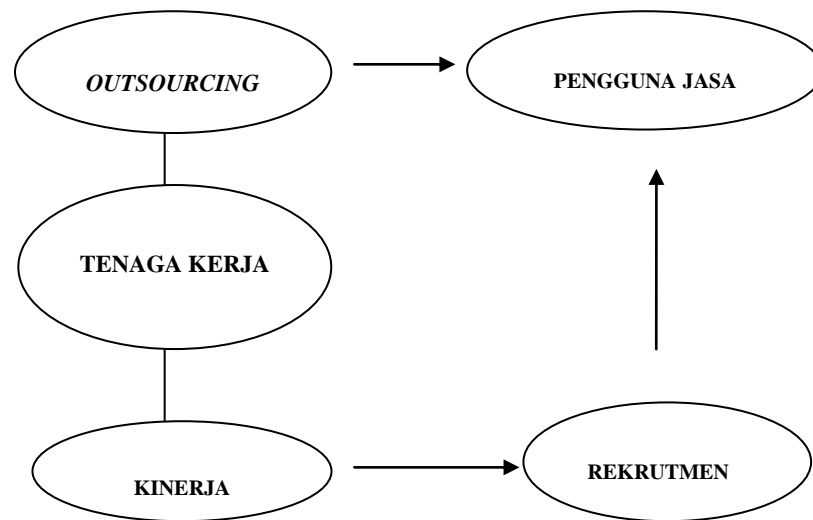 OUTSOURCING
PENGGUNA JASA
TENAGA KERJA
KINERJA
REKRUTMEN